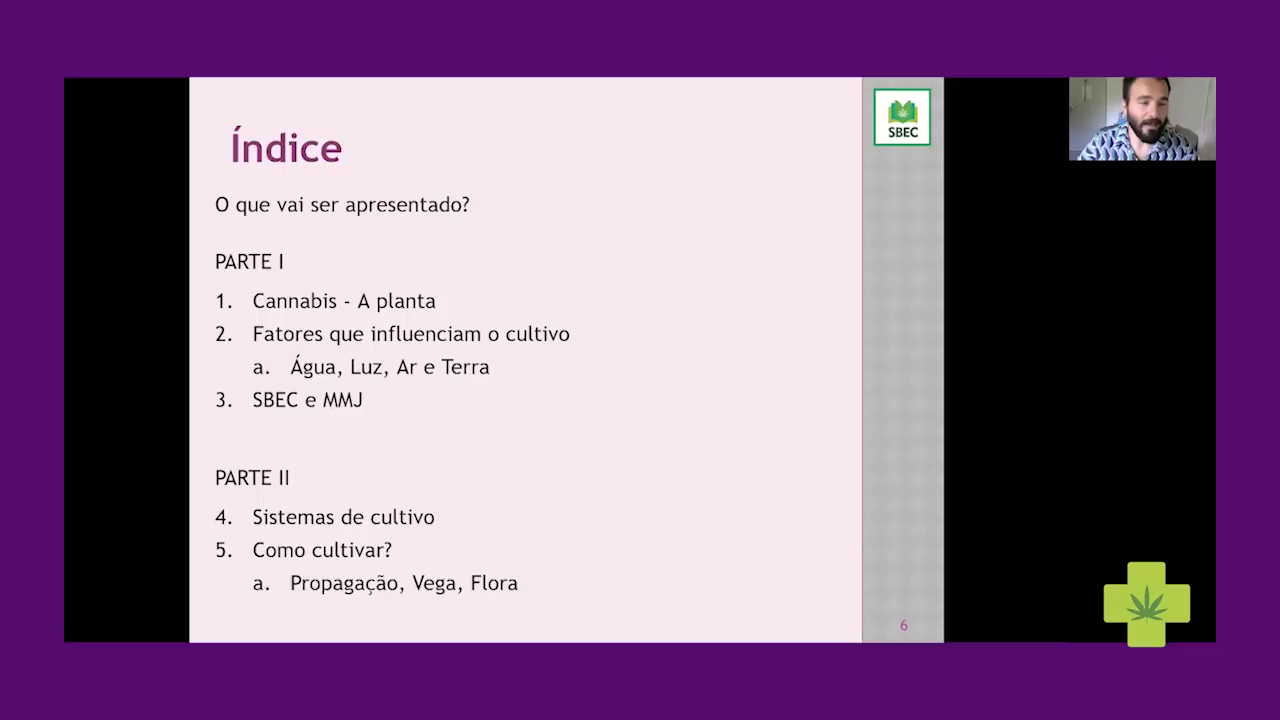 Índice
SBEC
O que vai ser apresentado?
PARTE I
1. Cannabis - A planta
2. Fatores que influenciam o cultivo
a. Água, Luz, Ar e Terra
3. SBEC e MMJ
PARTE II
4. Sistemas de cultivo
5. Como cultivar?
a. Propagação, Vega, Flora
6